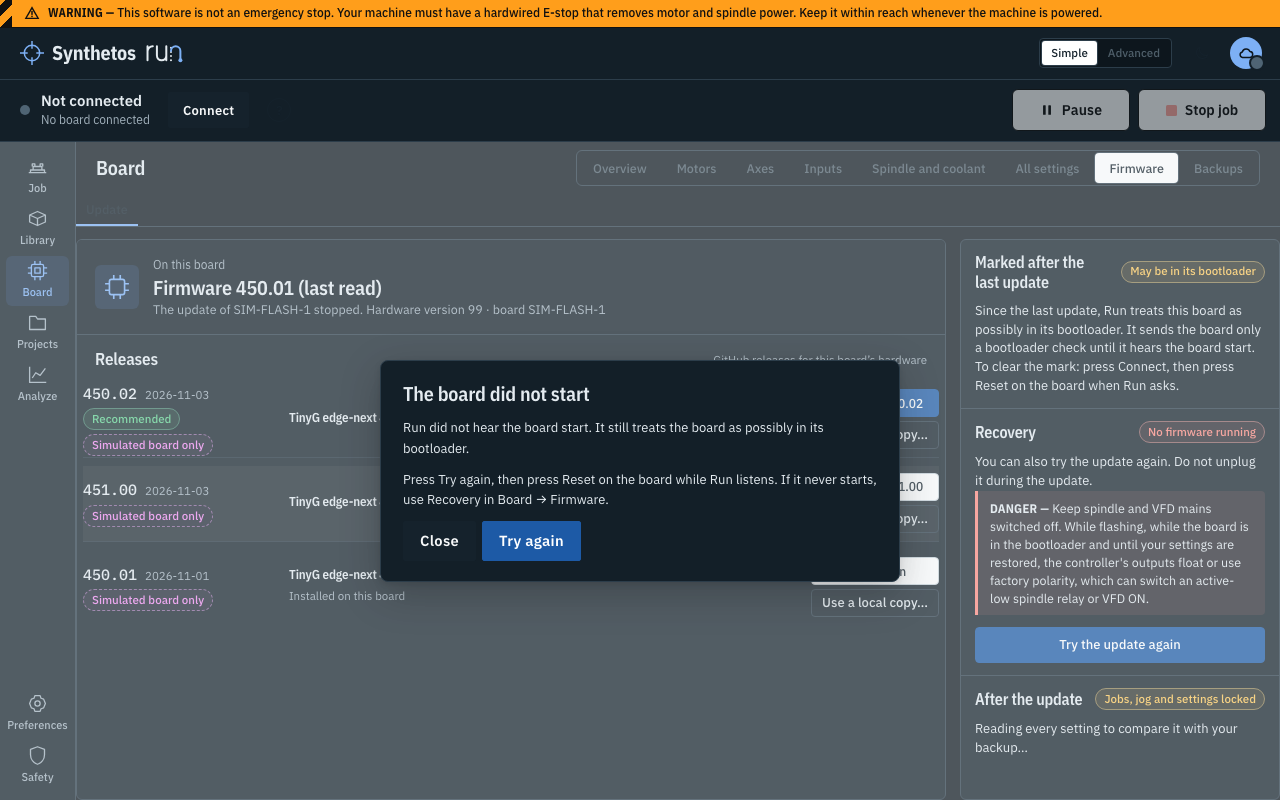 WARNING — This software is not an emergency stop. Your machine must have a hardwired E-stop that removes motor and spindle power. Keep it within reach whenever the machine is powered.
Synthetos run
Simple
Advanced
Not connected
No board connected
Connect
Pause
Stop job
Job
Library
Board
Projects
Analyze
Preferences
Safety
Board
Overview
Motors
Axes
Inputs
Spindle and coolant
All settings
Firmware
Backups
Update
On this board
Firmware 450.01 (last read)
The update of SIM-FLASH-1 stopped. Hardware version 99 · board SIM-FLASH-1
Releases
GitHub releases for this board's hardware
450.02 2026-11-03
Recommended
Simulated board only
TinyG edge-next
0.02
opy...
451.00 2026-11-03
Simulated board only
TinyG edge-next
1.00
opy...
450.01 2026-11-01
Simulated board only
TinyG edge-next
Installed on this board
n
Use a local copy...
The board did not start
Run did not hear the board start. It still treats the board as possibly in its
bootloader.
Press Try again, then press Reset on the board while Run listens. If it never starts,
use Recovery in Board → Firmware.
Close
Try again
Marked after the
last update
May be in its bootloader
Since the last update, Run treats this board as
possibly in its bootloader. It sends the board only
a bootloader check until it hears the board start.
To clear the mark: press Connect, then press
Reset on the board when Run asks.
Recovery
No firmware running
You can also try the update again. Do not unplug
it during the update.
DANGER — Keep spindle and VFD mains
switched off. While flashing, while the board is
in the bootloader and until your settings are
restored, the controller's outputs float or use
factory polarity, which can switch an active-
low spindle relay or VFD ON.
Try the update again
After the update
Jobs, jog and settings locked
Reading every setting to compare it with your
backup...